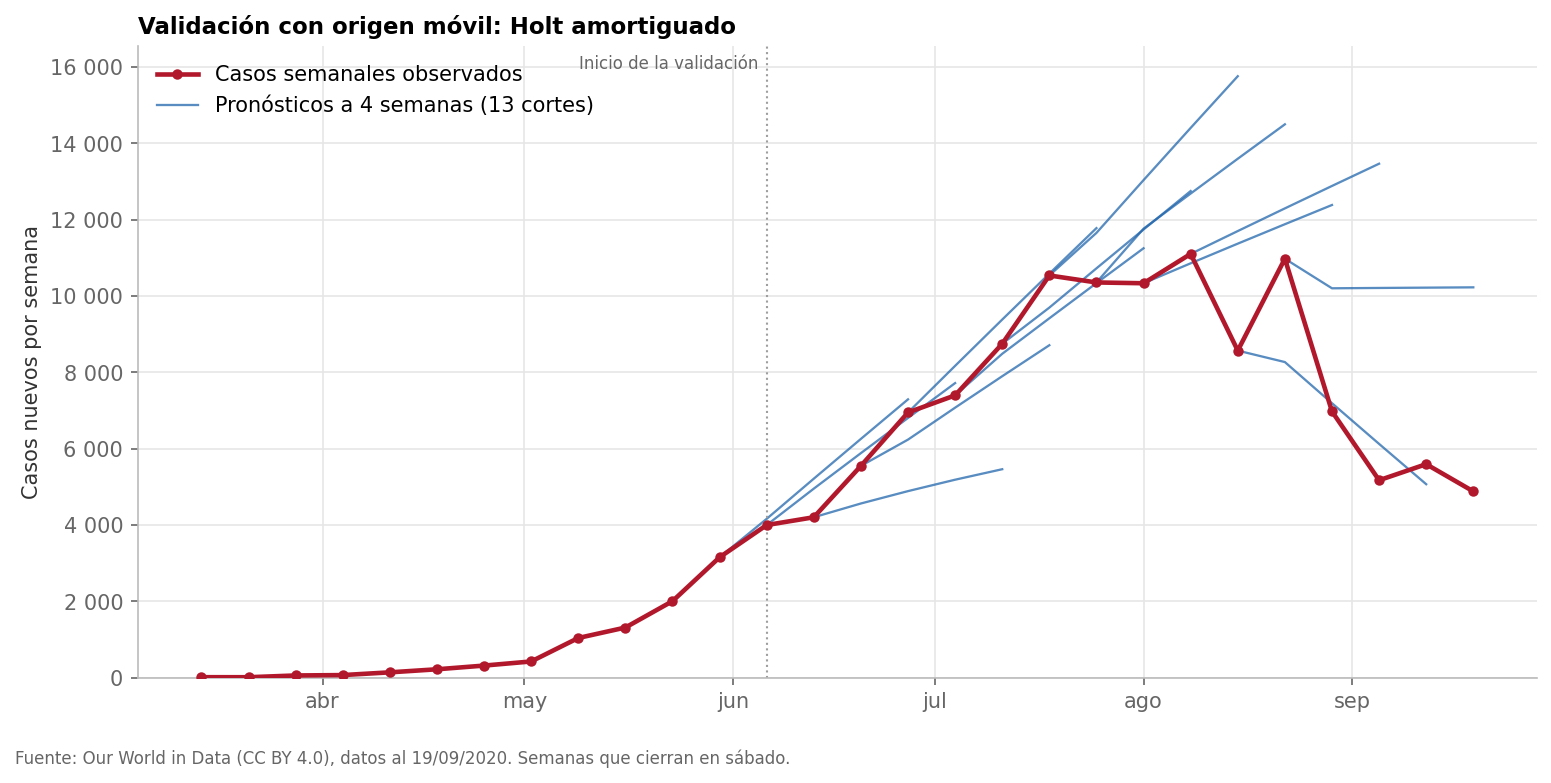 Validación con origen móvil: Holt amortiguado
Inicio de la validación
Casos semanales observados
Pronósticos a 4 semanas (13 cortes)
Casos nuevos por semana
16 000
14 000
12 000
10 000
8 000
6 000
4 000
2 000
0
abr
may
jun
jul
ago
sep
Fuente: Our World in Data (CC BY 4.0), datos al 19/09/2020. Semanas que cierran en sábado.